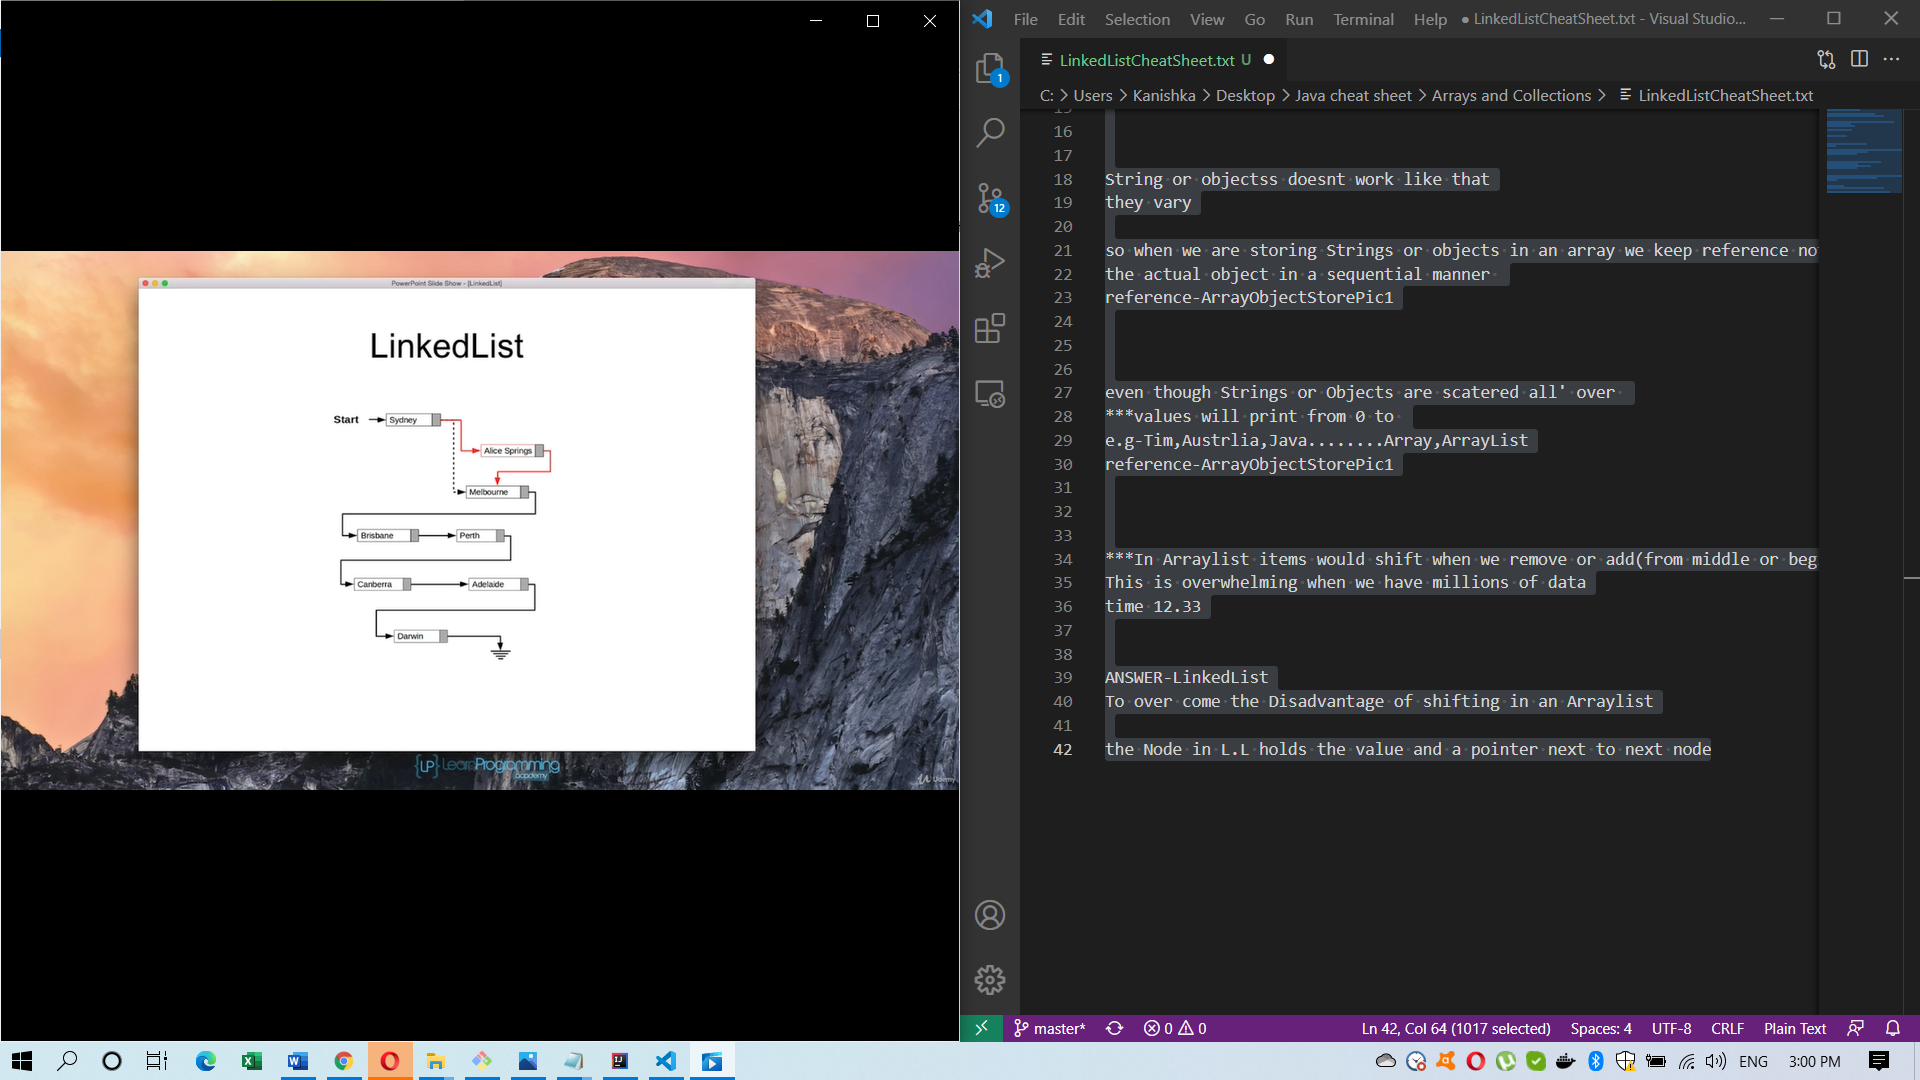 PowerPoint Slide Show - [LinkedList]
LinkedList
Start
Sydney
Alice Springs
Melbourne
Brisbane
Perth
Canberra
Adelaide
Darwin
{LP} LearnProgramming
academy
Udemy
File Edit Selection View Go Run Terminal Help ● LinkedListCheatSheet.txt - Visual Studio...
LinkedListCheatSheet.txt U
C: > Users > Kanishka > Desktop > Java cheat sheet > Arrays and Collections > LinkedListCheatSheet.txt
1
12
16
17
18 String or objectss doesnt work like that
19 they vary
20
21 so when we are storing Strings or objects in an array we keep reference no
22 the actual object in a sequential manner
23 reference-ArrayObjectStorePic1
24
25
26
27 even though Strings or Objects are scatered all' over
28 ***values will print from 0 to
29 e.g-Tim,Austrlia,Java........Array,ArrayList
30 reference-ArrayObjectStorePic1
31
32
33
34 ***In Arraylist items would shift when we remove or add(from middle or beg
35 This is overwhelming when we have millions of data
36 time 12.33
37
38
39 ANSWER-LinkedList
40 To over come the Disadvantage of shifting in an Arraylist
41
42 the Node in L.L holds the value and a pointer next to next node
master* 0 0 Ln 42, Col 64 (1017 selected) Spaces: 4 UTF-8 CRLF Plain Text
ENG 3:00 PM